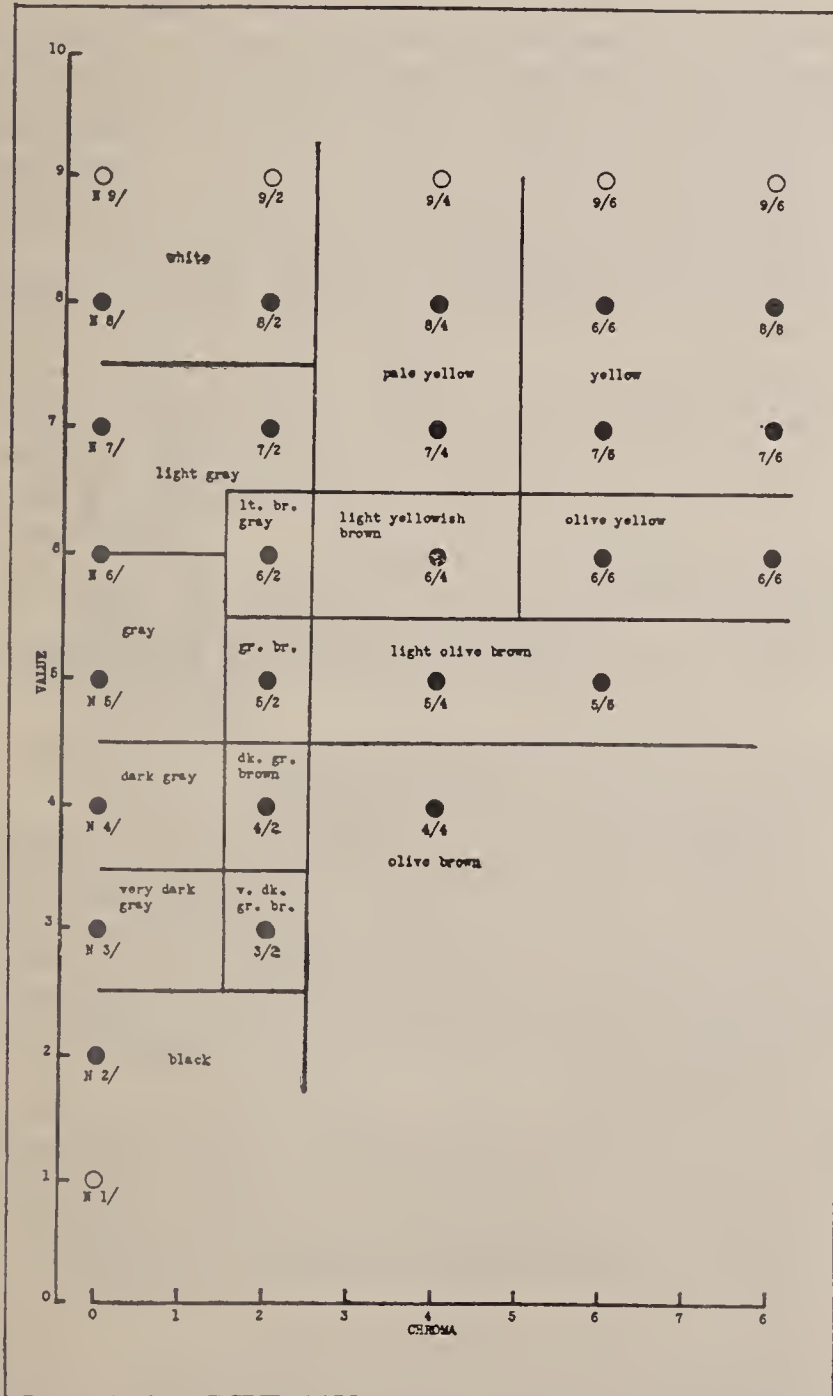 10
9
N 9/ 9/2 9/4 9/6 9/6
white
8
N 8/ 8/2 8/4 6/6 8/8
pale yellow yellow
7
N 7/ 7/2 7/4 7/6 7/6
light gray
lt. br.
gray
light yellowish
brown
olive yellow
6
N 6/ 6/2 6/4 6/6 6/6
gray
gr. br.
light olive brown
VALUE
5
N 5/ 5/2 5/4 5/6
dark gray
dk. gr.
brown
4
N 4/ 4/2 4/4
olive brown
very dark
gray
v. dk.
gr. br.
3
N 3/ 3/2
2
N 2/
black
1
N 1/
0
0 1 2 3 4 5 6 7 6
CHROMA